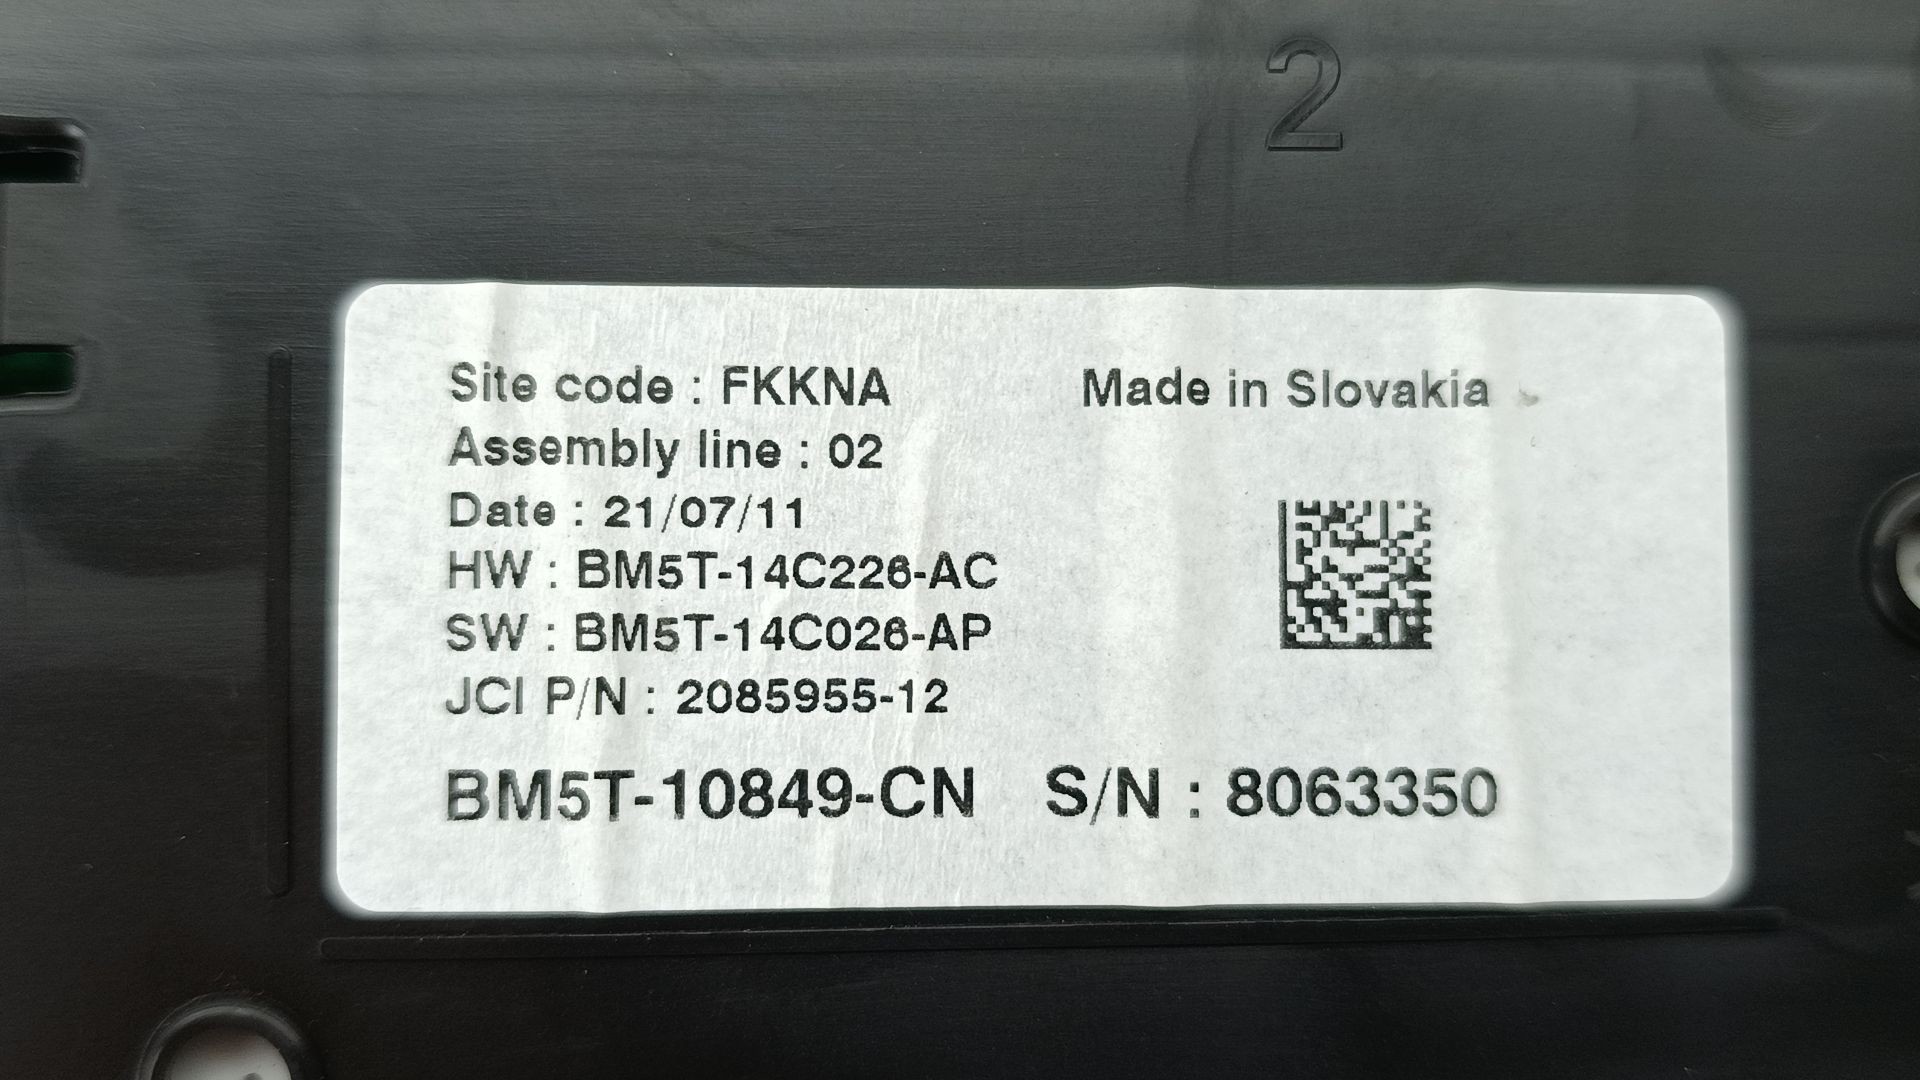 2
Site code : FKKNA
Made in Slovakia
Assembly line : 02
Date : 21/07/11
HW : BM5T-14C226-AC
SW : BM5T-14C026-AP
JCI P/N : 2085955-12
BM5T-10849-CN S/N : 8063350